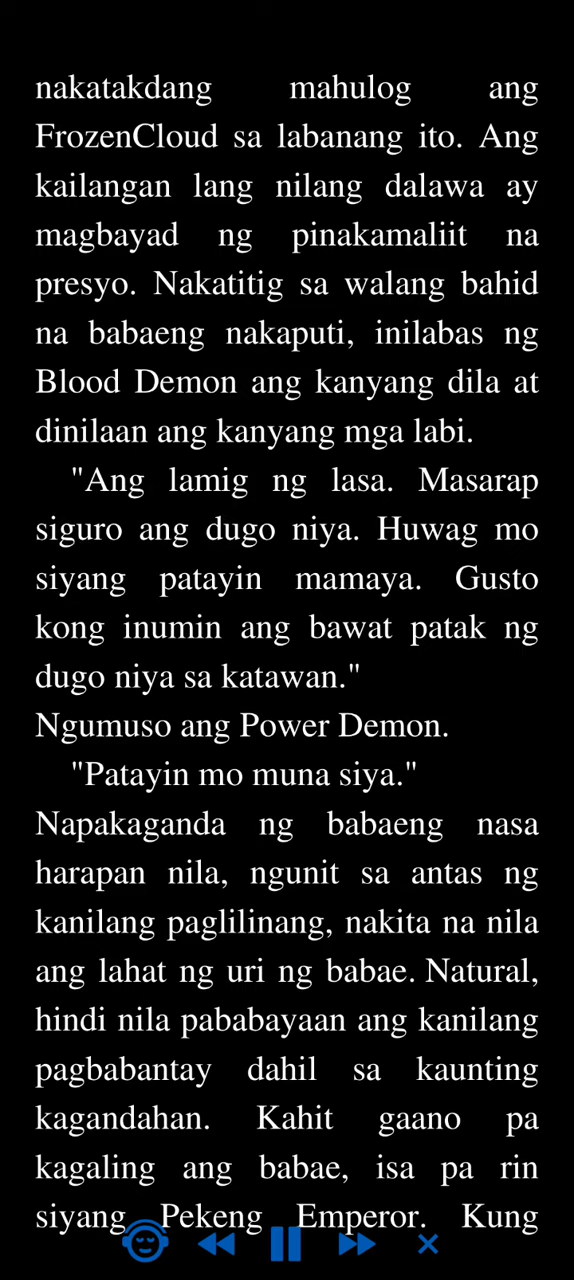 nakatakdang mahulog ang
FrozenCloud sa labanang ito. Ang
kailangan lang nilang dalawa ay
magbayad ng pinakamaliit na
presyo. Nakatitig sa walang bahid
na babaeng nakaputi, inilabas ng
Blood Demon ang kanyang dila at
dinilaan ang kanyang mga labi.
"Ang lamig ng lasa. Masarap
siguro ang dugo niya. Huwag mo
siyang patayin mamaya. Gusto
kong inumin ang bawat patak ng
dugo niya sa katawan."
Ngumuso ang Power Demon.
"Patayin mo muna siya."
Napakaganda ng babaeng nasa
harapan nila, ngunit sa antas ng
kanilang paglilinang, nakita na nila
ang lahat ng uri ng babae. Natural,
hindi nila pababayaan ang kanilang
pagbabantay dahil sa kaunting
kagandahan. Kahit gaano pa
kagaling ang babae, isa pa rin
siyang Pekeng Emperor. Kung